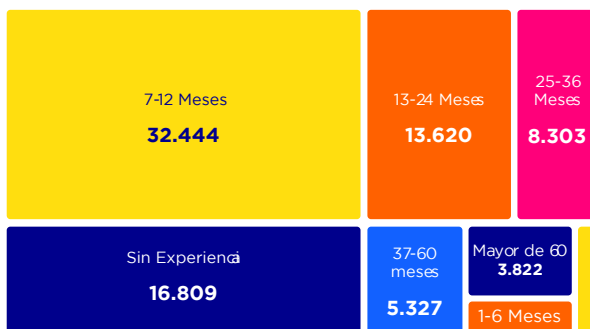 7-12 Meses
32.444
13-24 Meses
13.620
25-36
Meses
8.303
Sin Experiencia
16.809
37-60
meses
5.327
Mayor de 60
3.822
1-6 Meses